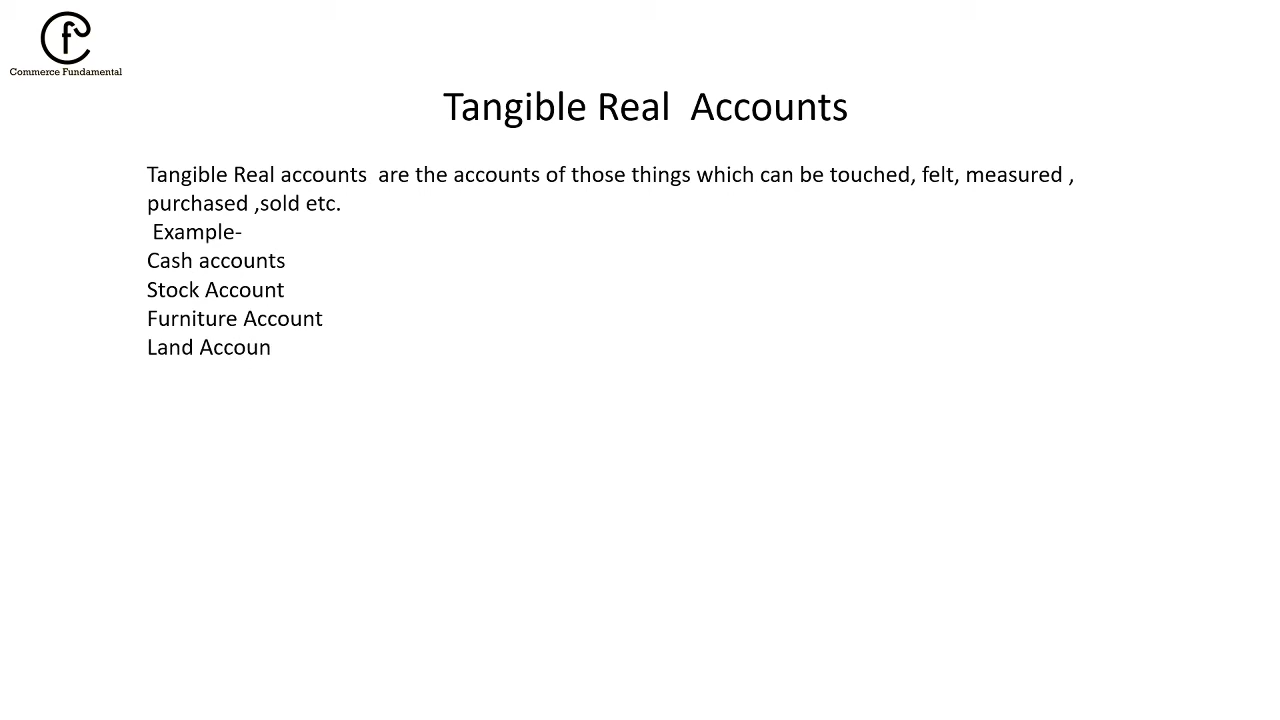 Commerce Fundamental
Tangible Real  Accounts
Tangible Real accounts  are the accounts of those things which can be touched, felt, measured ,
purchased ,sold etc.
Example-
Cash accounts
Stock Account
Furniture Account
Land Accoun